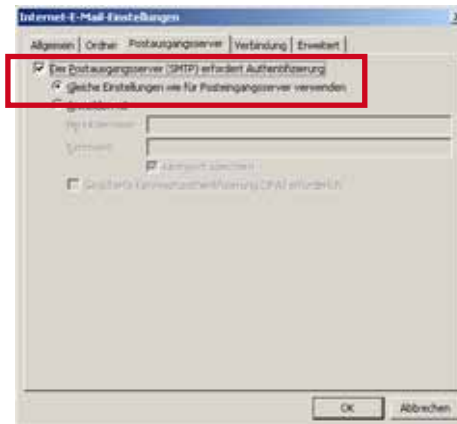 Internet-E-Mail-Einstellungen
Allgemein Ordner Postausgangsserver Verbindung Erweitert
Der Postausgangsserver (SMTP) erfordert Authentifizierung
Gleiche Einstellungen wie für Posteingangsserver verwenden
Anmelden mit
Benutzername:
Kennwort:
Kennwort speichern
Gesicherte Kennwortauthentifizierung (SPA) erforderlich
OK Abbrechen